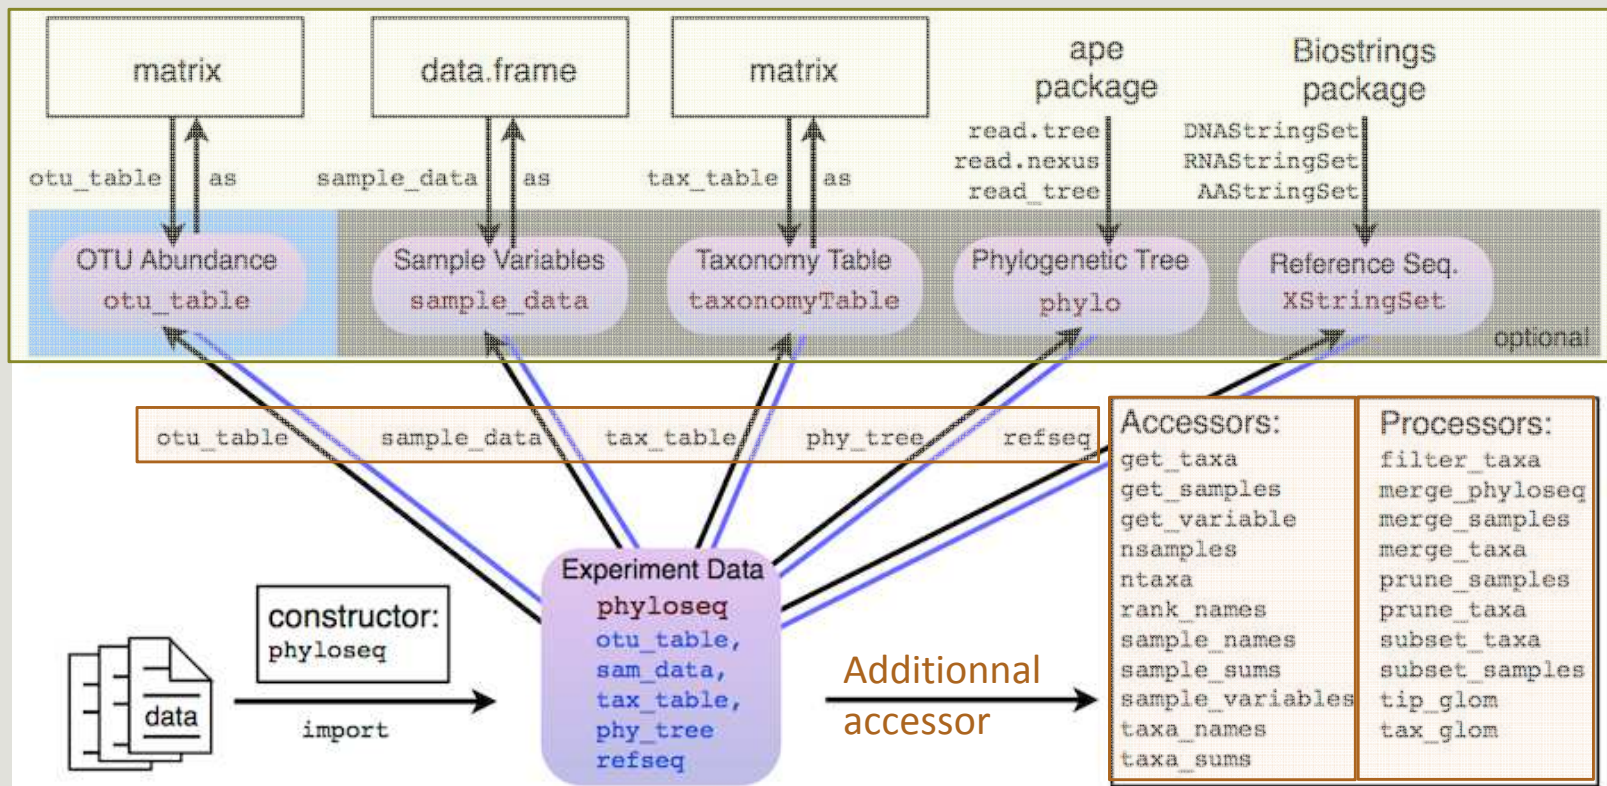 matrix
data.frame
matrix
ape
package
Biostrings
package
read.tree
read.nexus
read_tree
DNAStringSet
RNAStringSet
AAStringSet
otu_table
as
sample_data
as
tax_table
as
OTU Abundance
otu_table
Sample Variables
sample_data
Taxonomy Table
taxonomyTable
Phylogenetic Tree
phylo
Reference Seq.
XStringSet
optional
otu_table
sample_data
tax_table
phy_tree
refseq
data
constructor:
phyloseq
import
Experiment Data
phyloseq
otu_table,
sam_data,
tax_table,
phy_tree
refseq
Additionnal
accessor
Accessors:
get_taxa
get_samples
get_variable
nsamples
ntaxa
rank_names
sample_names
sample_sums
sample_variables
taxa_names
taxa_sums
Processors:
filter_taxa
merge_phyloseq
merge_samples
merge_taxa
prune_samples
prune_taxa
subset_taxa
subset_samples
tip_glom
tax_glom